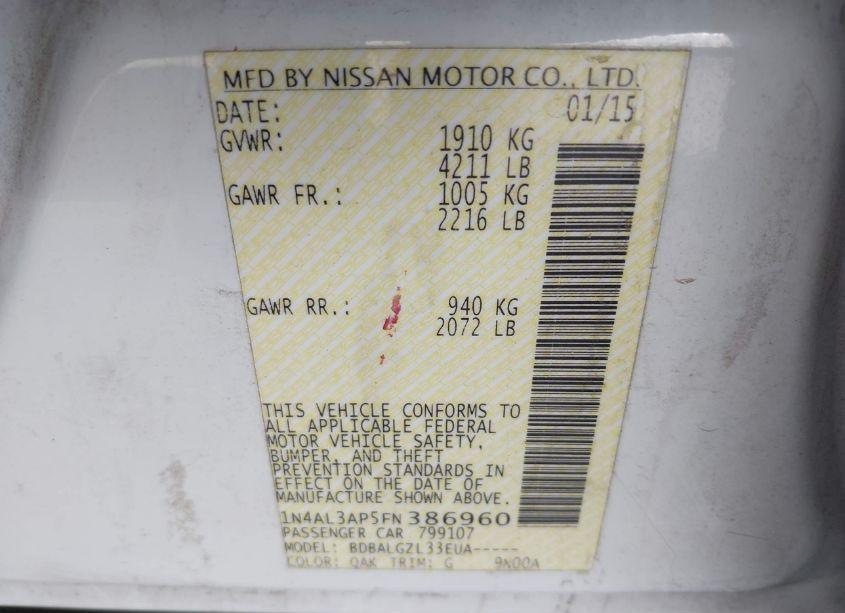 MFD BY NISSAN MOTOR CO., LTD.
DATE: 01/15
GVWR: 1910 KG
4211 LB
GAWR FR.: 1005 KG
2216 LB
GAWR RR.: 940 KG
2072 LB
THIS VEHICLE CONFORMS TO
ALL APPLICABLE FEDERAL
MOTOR VEHICLE SAFETY,
BUMPER, AND THEFT
PREVENTION STANDARDS IN
EFFECT ON THE DATE OF
MANUFACTURE SHOWN ABOVE.
1N4AL3AP5FN386960
PASSENGER CAR 799107
MODEL: BDBALGZL33EUA-----
COLOR: QAK TRIM: G 9N00A